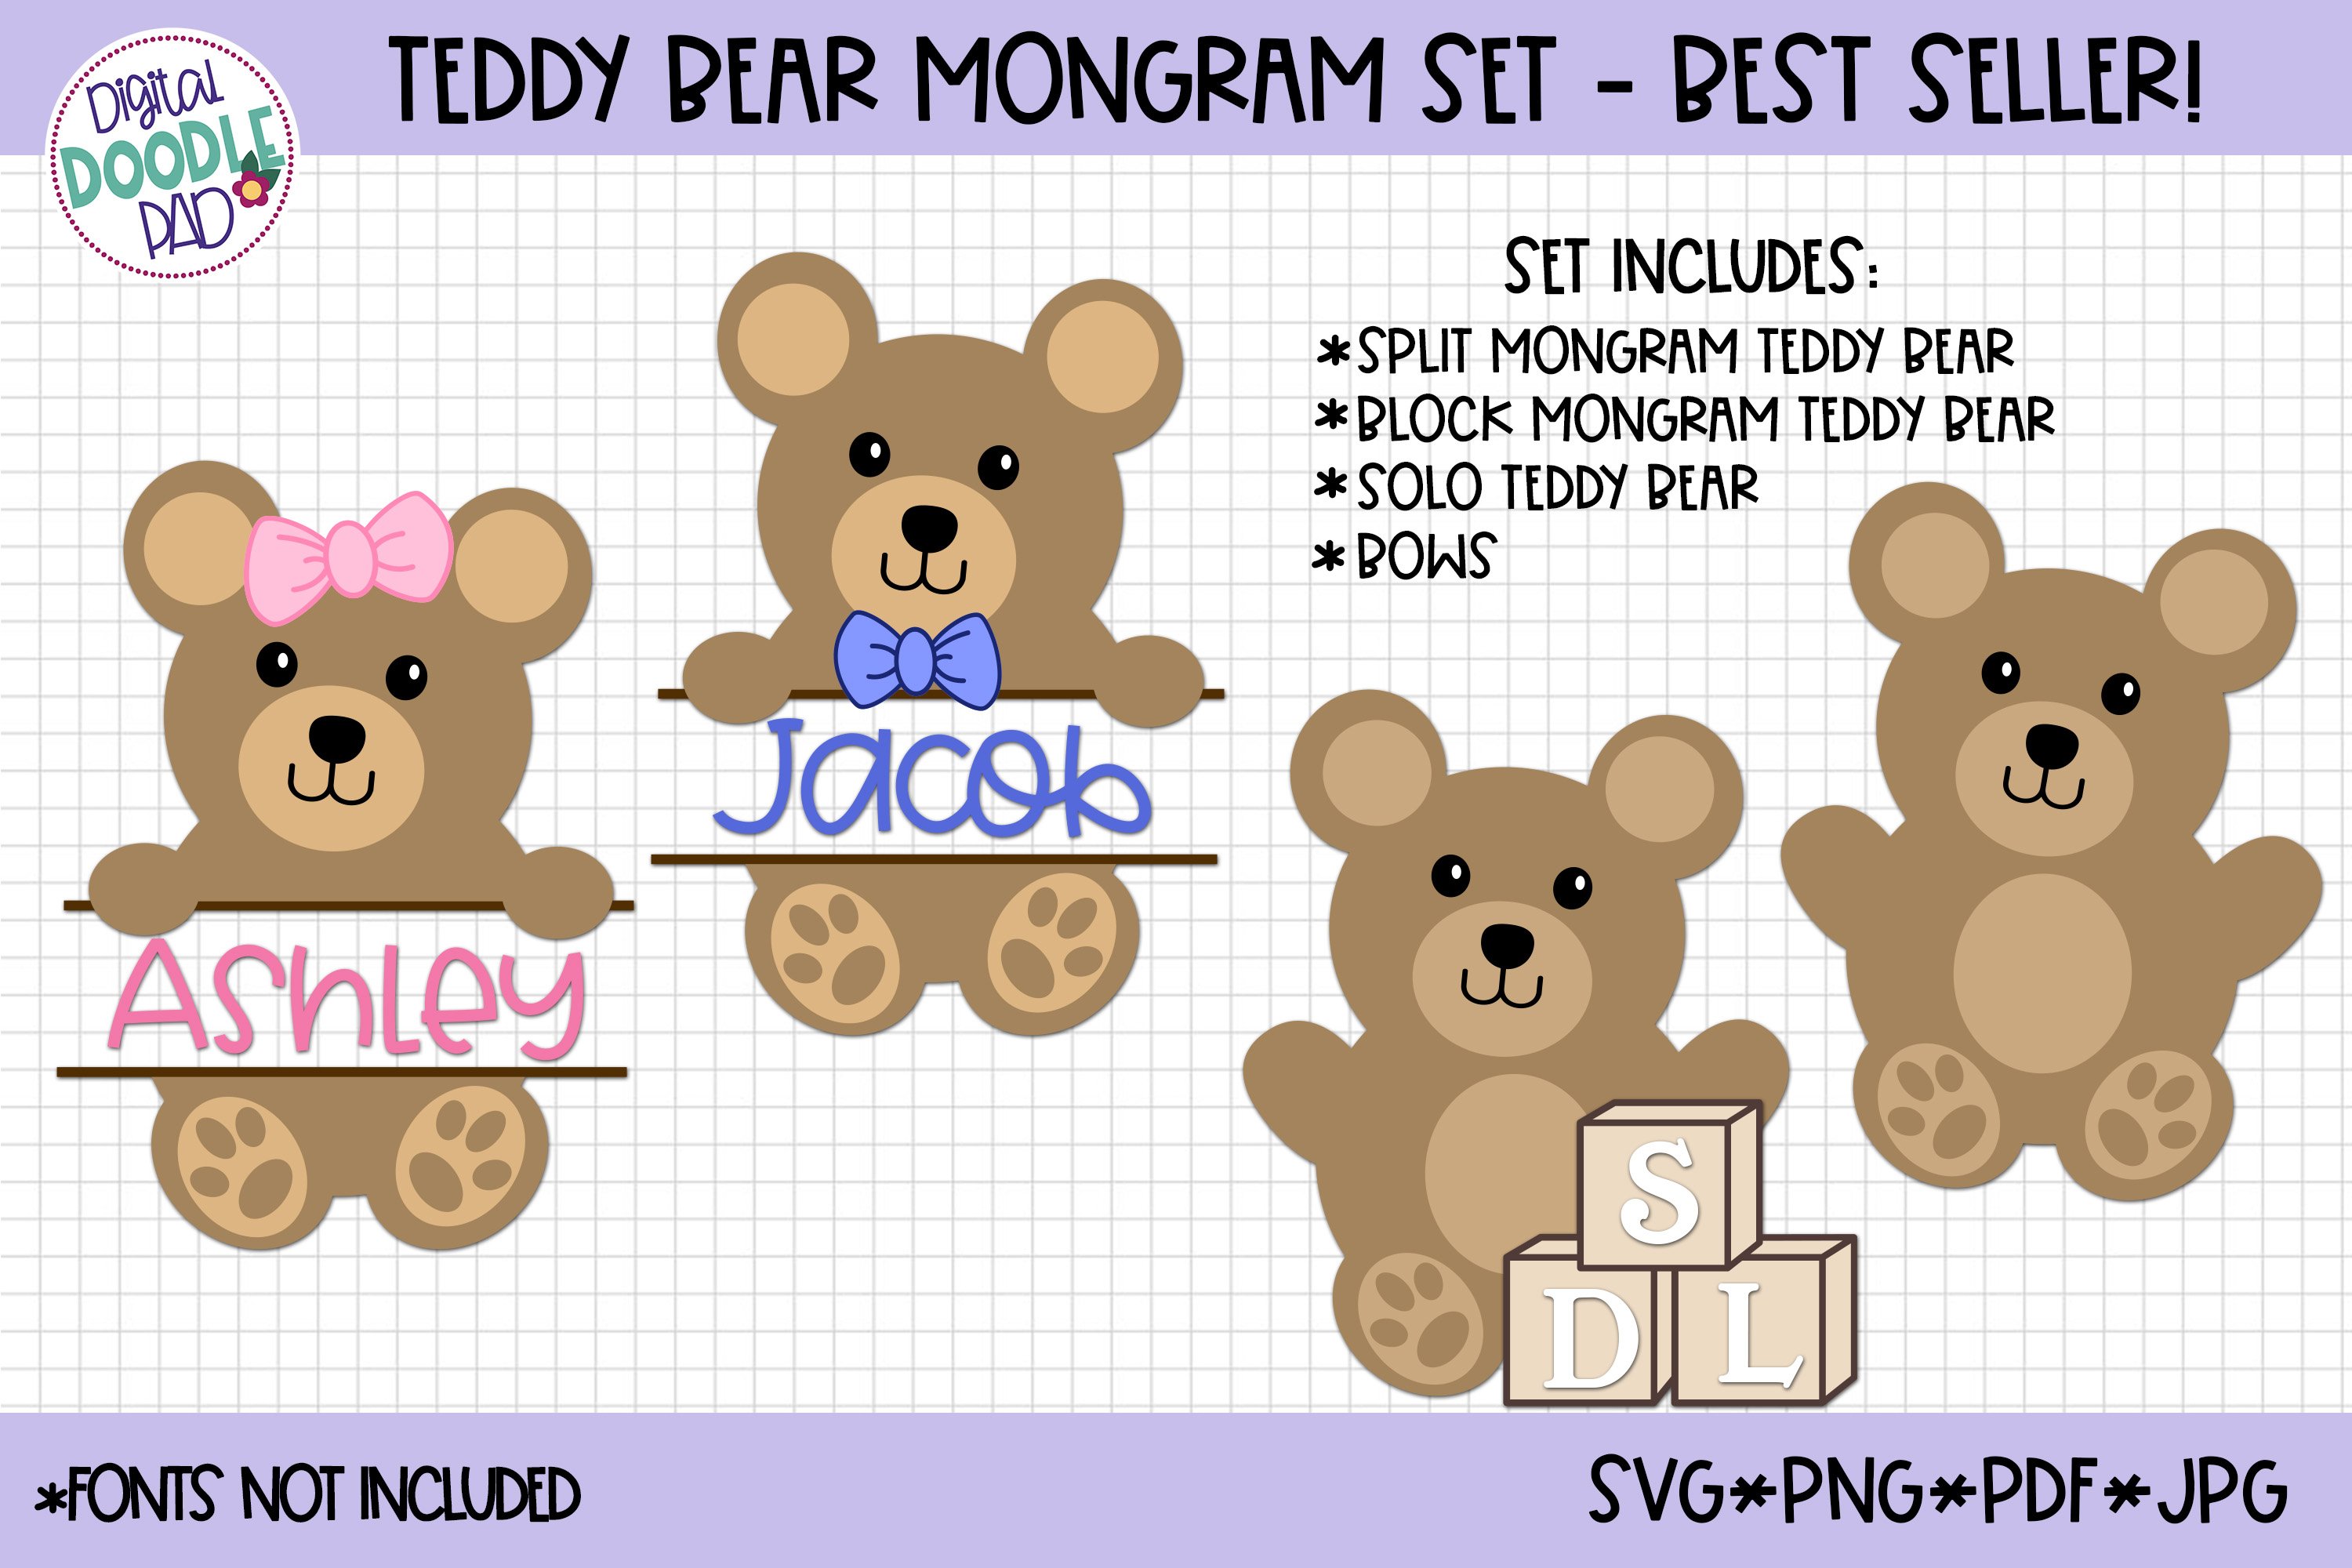 Digital
DOODLE
PAD
TEDDY BEAR MONGRAM SET - BEST SELLER!
SET INCLUDES:
*SPLIT MONGRAM TEDDY BEAR
*BLOCK MONGRAM TEDDY BEAR
*SOLO TEDDY BEAR
*BOWS
Jacob
Ashley
S
D L
*FONTS NOT INCLUDED
SVG*PNG*PDF*JPG